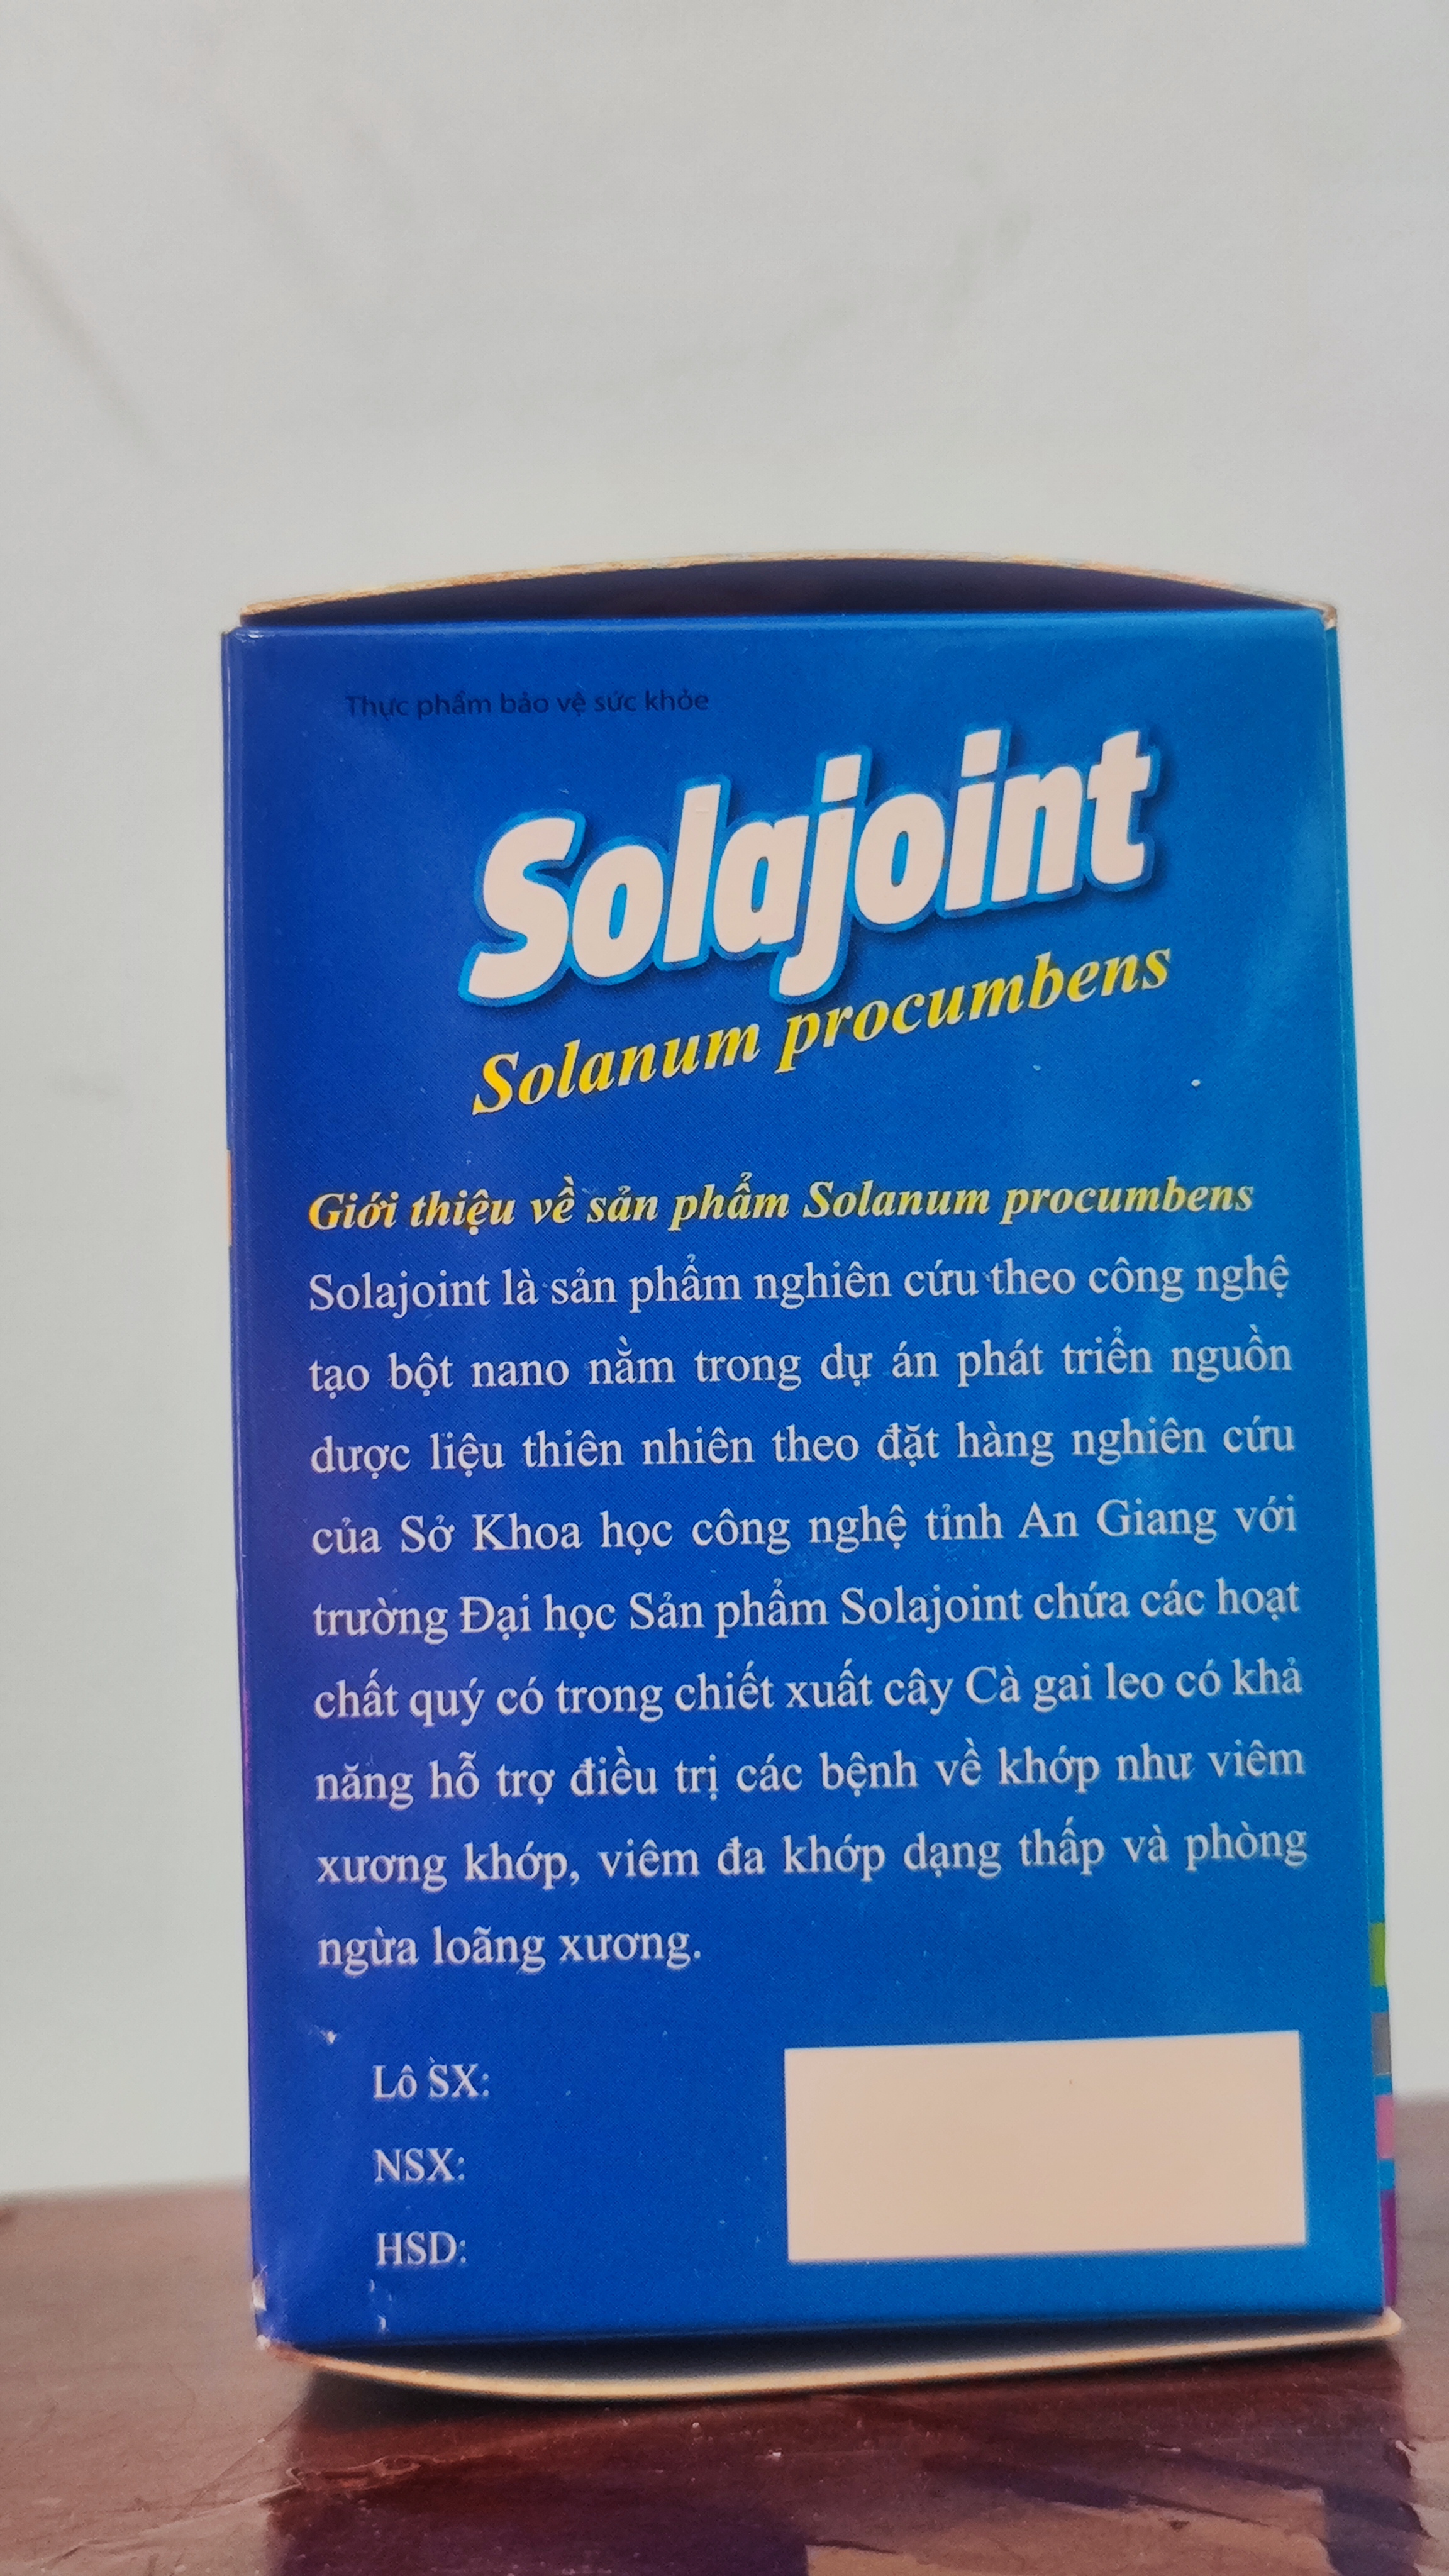 Thực phẩm bảo vệ sức khỏe
Solajoint
Solanum procumbens
Giới thiệu về sản phẩm Solanum procumbens
Solajoint là sản phẩm nghiên cứu theo công nghệ
tạo bột nano nằm trong dự án phát triển nguồn
dược liệu thiên nhiên theo đặt hàng nghiên cứu
của Sở Khoa học công nghệ tỉnh An Giang với
trường Đại học Sản phẩm Solajoint chứa các hoạt
chất quý có trong chiết xuất cây Cà gai leo có khả
năng hỗ trợ điều trị các bệnh về khớp như viêm
xương khớp, viêm đa khớp dạng thấp và phòng
ngừa loãng xương.
Lô SX:
NSX:
HSD: